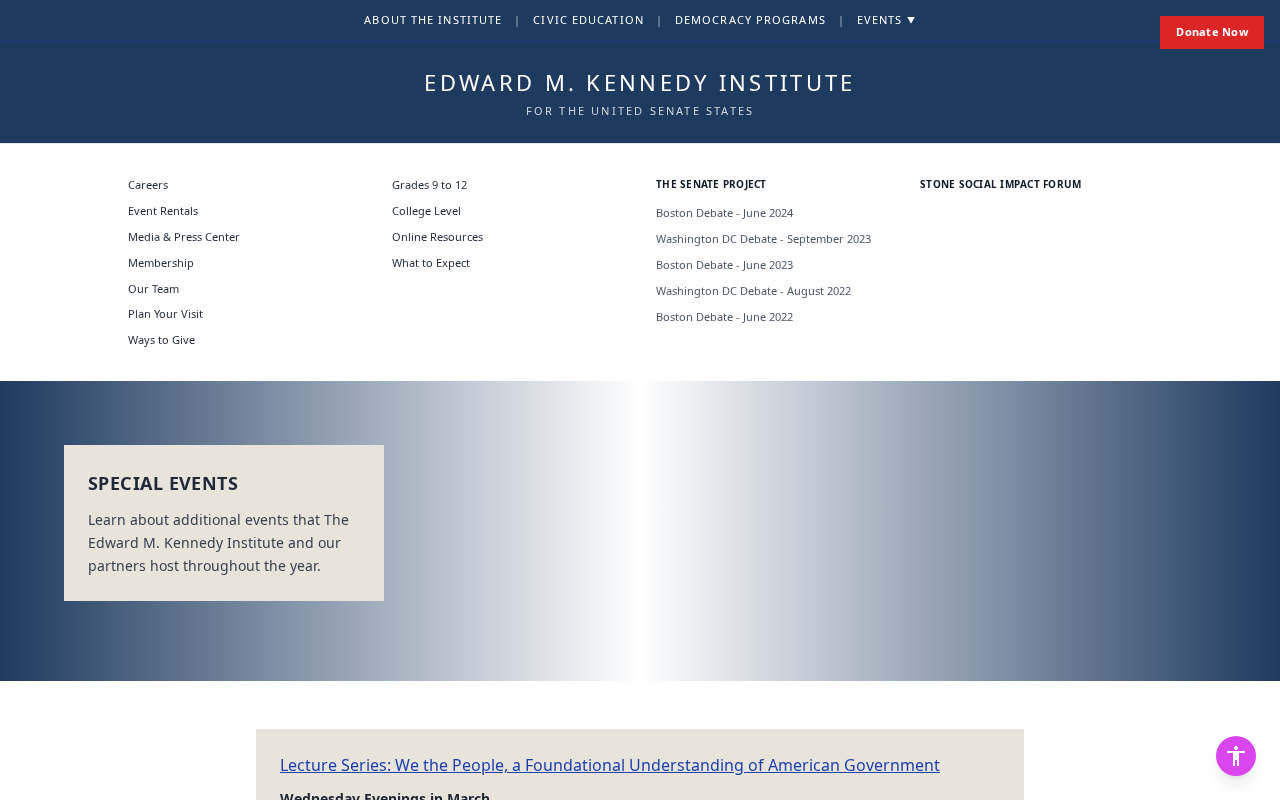 ABOUT THE INSTITUTE | CIVIC EDUCATION | DEMOCRACY PROGRAMS | EVENTS ▼
Donate Now
EDWARD M. KENNEDY INSTITUTE
FOR THE UNITED SENATE STATES
Careers
Event Rentals
Media & Press Center
Membership
Our Team
Plan Your Visit
Ways to Give
Grades 9 to 12
College Level
Online Resources
What to Expect
THE SENATE PROJECT
Boston Debate - June 2024
Washington DC Debate - September 2023
Boston Debate - June 2023
Washington DC Debate - August 2022
Boston Debate - June 2022
STONE SOCIAL IMPACT FORUM
SPECIAL EVENTS
Learn about additional events that The
Edward M. Kennedy Institute and our
partners host throughout the year.
Lecture Series: We the People, a Foundational Understanding of American Government
Wednesday Evenings in March